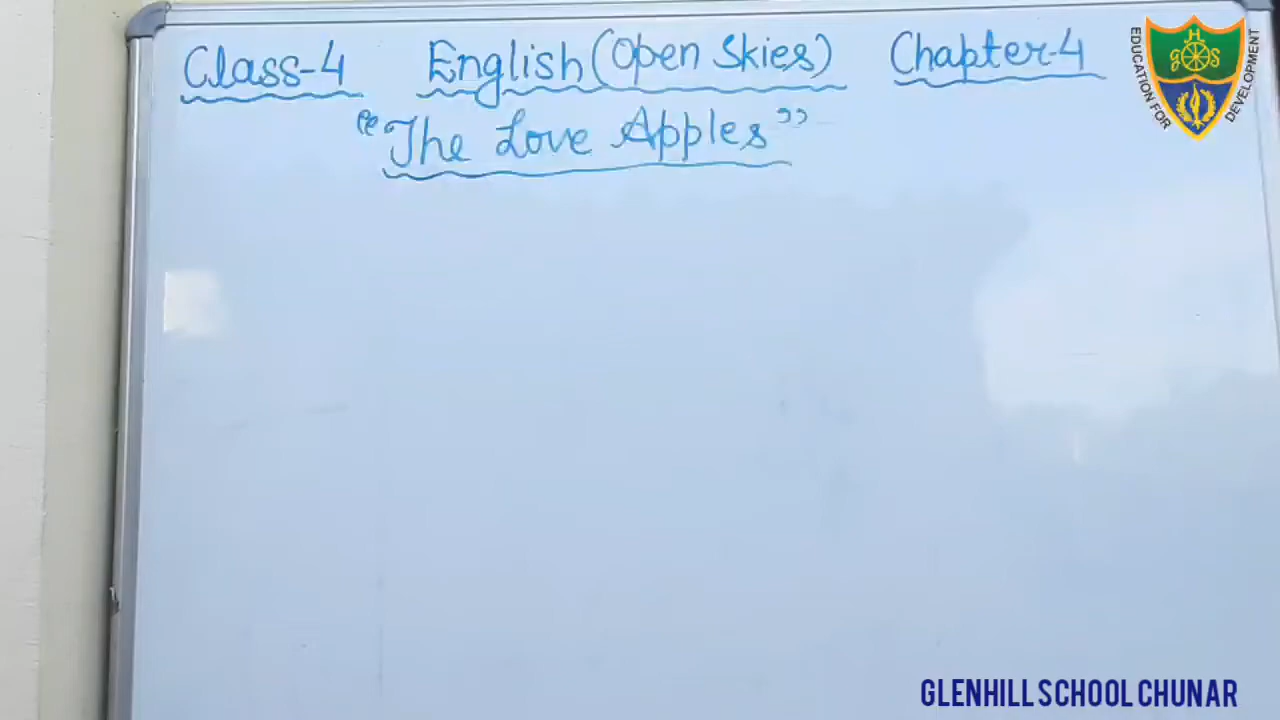 Class-4 English (Open Skies) Chapter-4
"The Love Apples"
EDUCATION FOR DEVELOPMENT
H
G S
GLENHILL SCHOOL CHUNAR